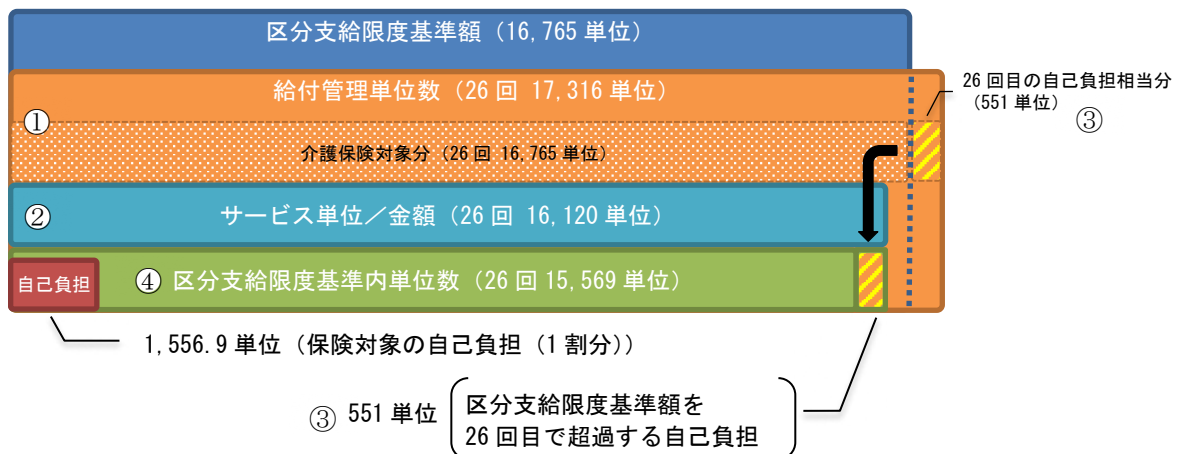 区分支給限度基準額（16,765 単位）
給付管理単位数（26 回 17,316 単位）
26 回目の自己負担相当分
（551 単位）
③
①
介護保険対象分（26 回 16,765 単位）
②
サービス単位／金額（26 回 16,120 単位）
自己負担
④ 区分支給限度基準内単位数（26 回 15,569 単位）
1,556.9 単位（保険対象の自己負担（1 割分））
③ 551 単位
区分支給限度基準額を
26 回目で超過する自己負担